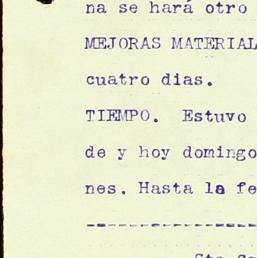 na se hará otro
MEJORAS MATERIAL
cuatro dias.
TIEMPO. Estuvo
de y hoy domingo
nes. Hasta la fe